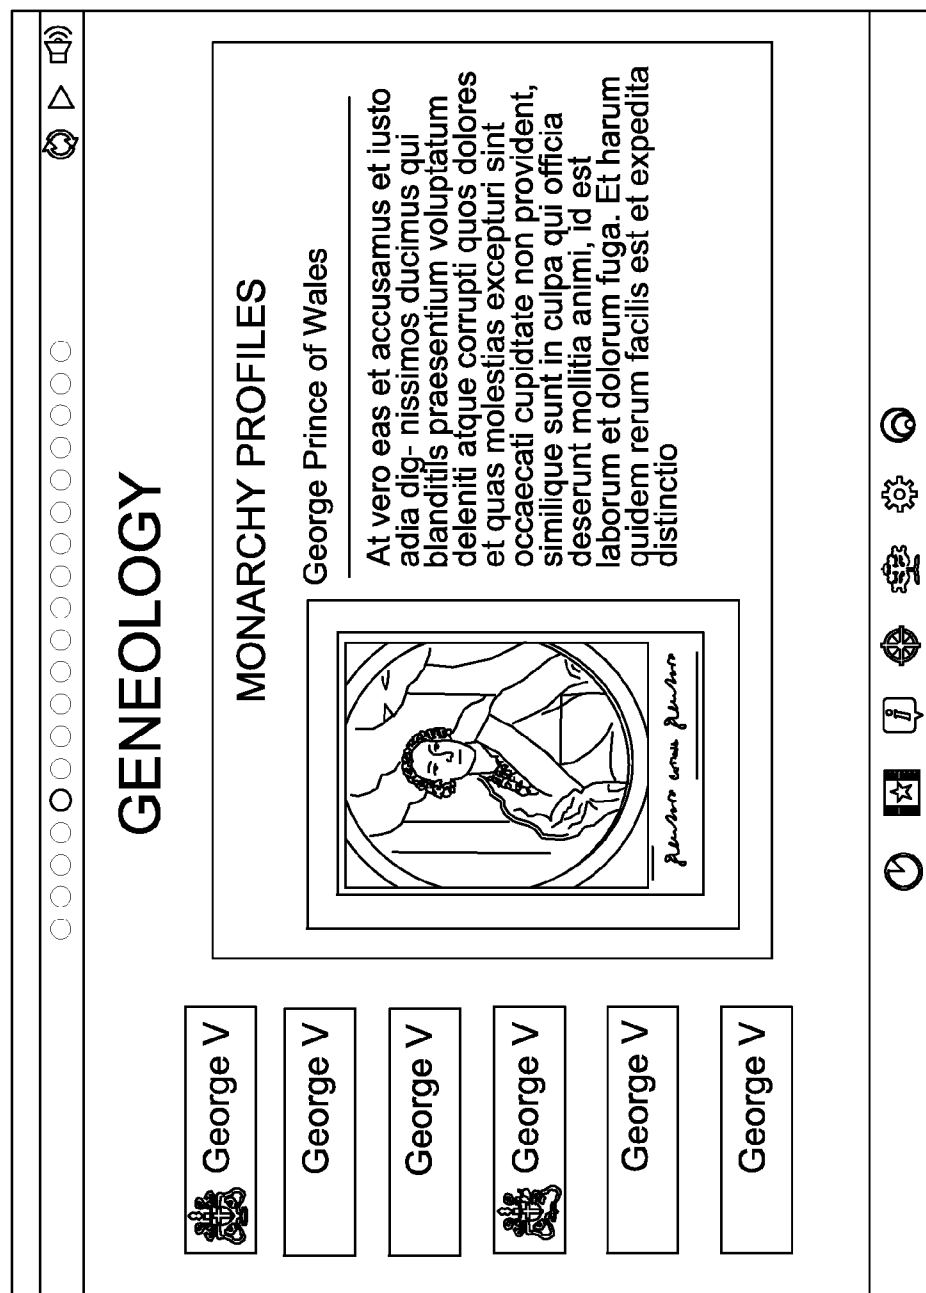 GENEOLOGY
George V
George V
George V
George V
George V
George V
MONARCHY PROFILES
George Prince of Wales
At vero eas et accusamus et iusto
adia dig- nissimos ducimus qui
blanditils praesentium voluptatum
deleniti atque corrupti quos dolores
et quas molestias excepturi sint
occaecati cupidtate non provident,
similique sunt in culpa qui officia
deserunt mollitia animi, id est
laborum et dolorum fuga. Et harum
quidem rerum facilis est et expedita
distinctio
i